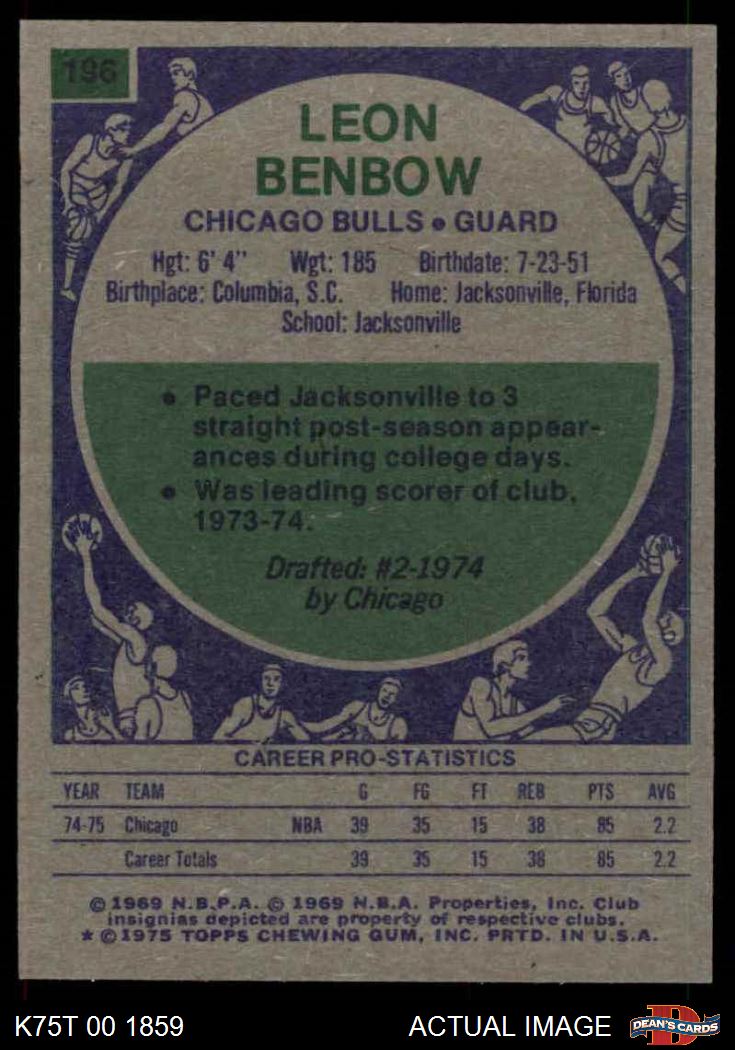 196
LEON
BENBOW
CHICAGO BULLS • GUARD
Hgt: 6' 4" Wgt: 185 Birthdate: 7-23-51
Birthplace: Columbia, S.C. Home: Jacksonville, Florida
School: Jacksonville
• Paced Jacksonville to 3
straight post-season appear-
ances during college days.
• Was leading scorer of club,
1973-74.
Drafted: #2-1974
by Chicago
CAREER PRO-STATISTICS
YEAR TEAM G FG FT REB PTS AVG
74-75 Chicago NBA 39 35 15 38 85 2.2
Career Totals 39 35 15 38 85 2.2
© 1969 N.B.P.A. © 1969 N.B.A. Properties, Inc. Club
insignias depicted are property of respective clubs.
* © 1975 TOPPS CHEWING GUM, INC. PRTD. IN U.S.A.
K75T 00 1859 ACTUAL IMAGE DEAN'S CARDS